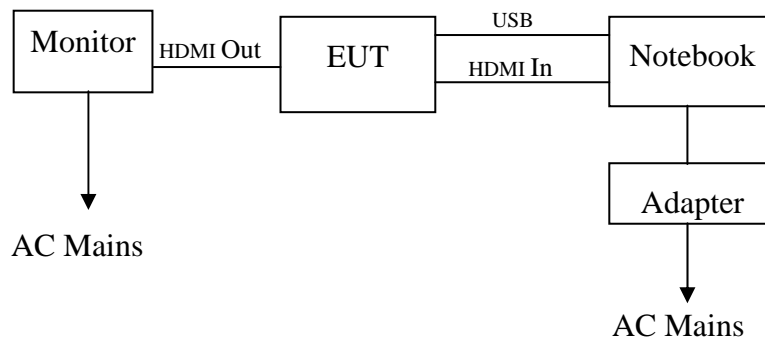 Monitor
HDMI Out
EUT
USB
HDMI In
Notebook
Adapter
AC Mains
AC Mains